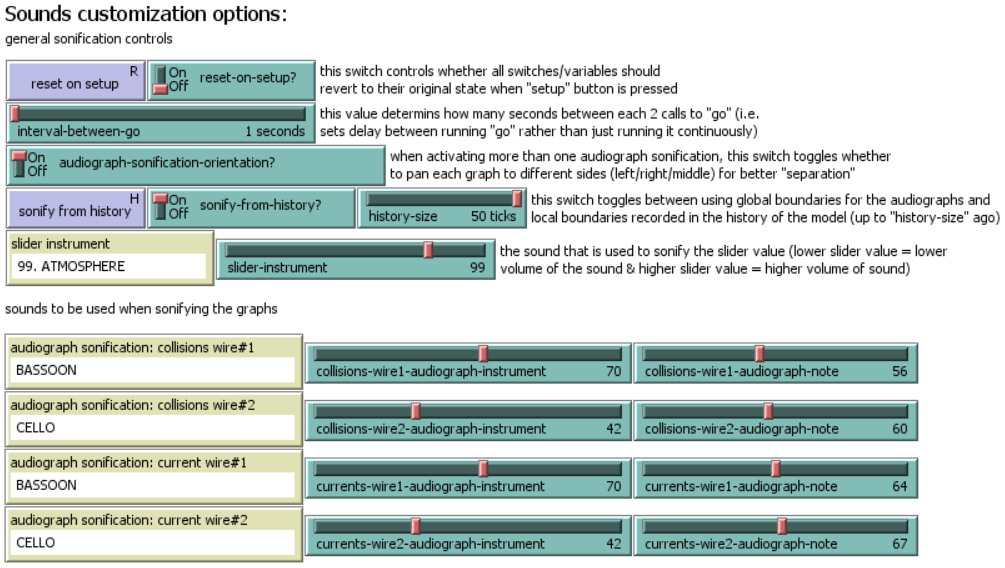 Sounds customization options:
general sonification controls
R
reset on setup
On
Off
reset-on-setup?
this switch controls whether all switches/variables should
revert to their original state when "setup" button is pressed
interval-between-go 1 seconds
this value determins how many seconds between each 2 calls to "go" (i.e.
sets delay between running "go" rather than just running it continuously)
On
Off
audiograph-sonification-orientation?
when activating more than one audiograph sonification, this switch toggles whether
to pan each graph to different sides (left/right/middle) for better "separation"
H
sonify from history
On
Off
sonify-from-history?
history-size 50 ticks
this switch toggles between using global boundaries for the audiographs and
local boundaries recorded in the history of the model (up to "history-size" ago)
slider instrument
99. ATMOSPHERE
slider-instrument 99
the sound that is used to sonify the slider value (lower slider value = lower
volume of the sound & higher slider value = higher volume of sound)
sounds to be used when sonifying the graphs
audiograph sonification: collisions wire#1
BASSOON
collisions-wire1-audiograph-instrument 70
collisions-wire1-audiograph-note 56
audiograph sonification: collisions wire#2
CELLO
collisions-wire2-audiograph-instrument 42
collisions-wire2-audiograph-note 60
audiograph sonification: current wire#1
BASSOON
currents-wire1-audiograph-instrument 70
currents-wire1-audiograph-note 64
audiograph sonification: current wire#2
CELLO
currents-wire2-audiograph-instrument 42
currents-wire2-audiograph-note 67